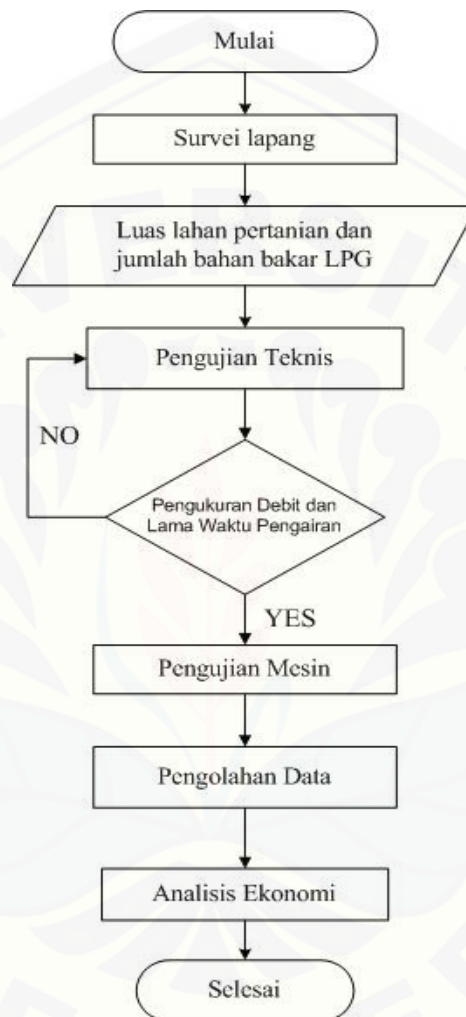 Mulai
Survei lapang
Luas lahan pertanian dan
jumlah bahan bakar LPG
Pengujian Teknis
NO
Pengukuran Debit dan
Lama Waktu Pengairan
YES
Pengujian Mesin
Pengolahan Data
Analisis Ekonomi
Selesai